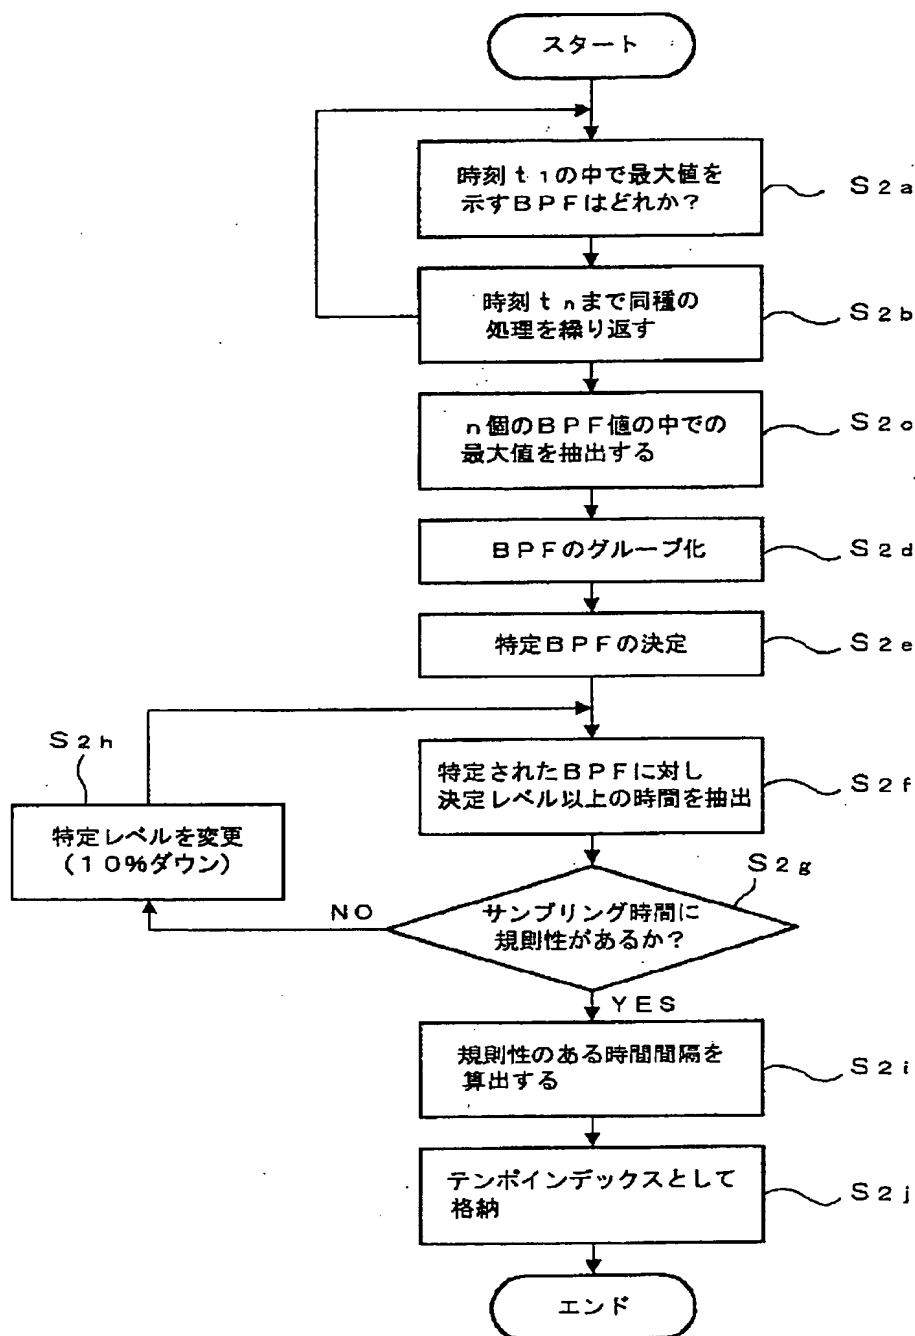 スタート
時刻ｔ１の中で最大値を
示すＢＰＦはどれか？
Ｓ２ａ
時刻ｔｎまで同種の
処理を繰り返す
Ｓ２ｂ
ｎ個のＢＰＦ値の中での
最大値を抽出する
Ｓ２ｃ
ＢＰＦのグループ化
Ｓ２ｄ
特定ＢＰＦの決定
Ｓ２ｅ
Ｓ２ｈ
特定されたＢＰＦに対し
決定レベル以上の時間を抽出
Ｓ２ｆ
特定レベルを変更
（１０％ダウン）
Ｓ２ｇ
ＮＯ
サンプリング時間に
規則性があるか？
ＹＥＳ
規則性のある時間間隔を
算出する
Ｓ２ｉ
テンポインデックスとして
格納
Ｓ２ｊ
エンド